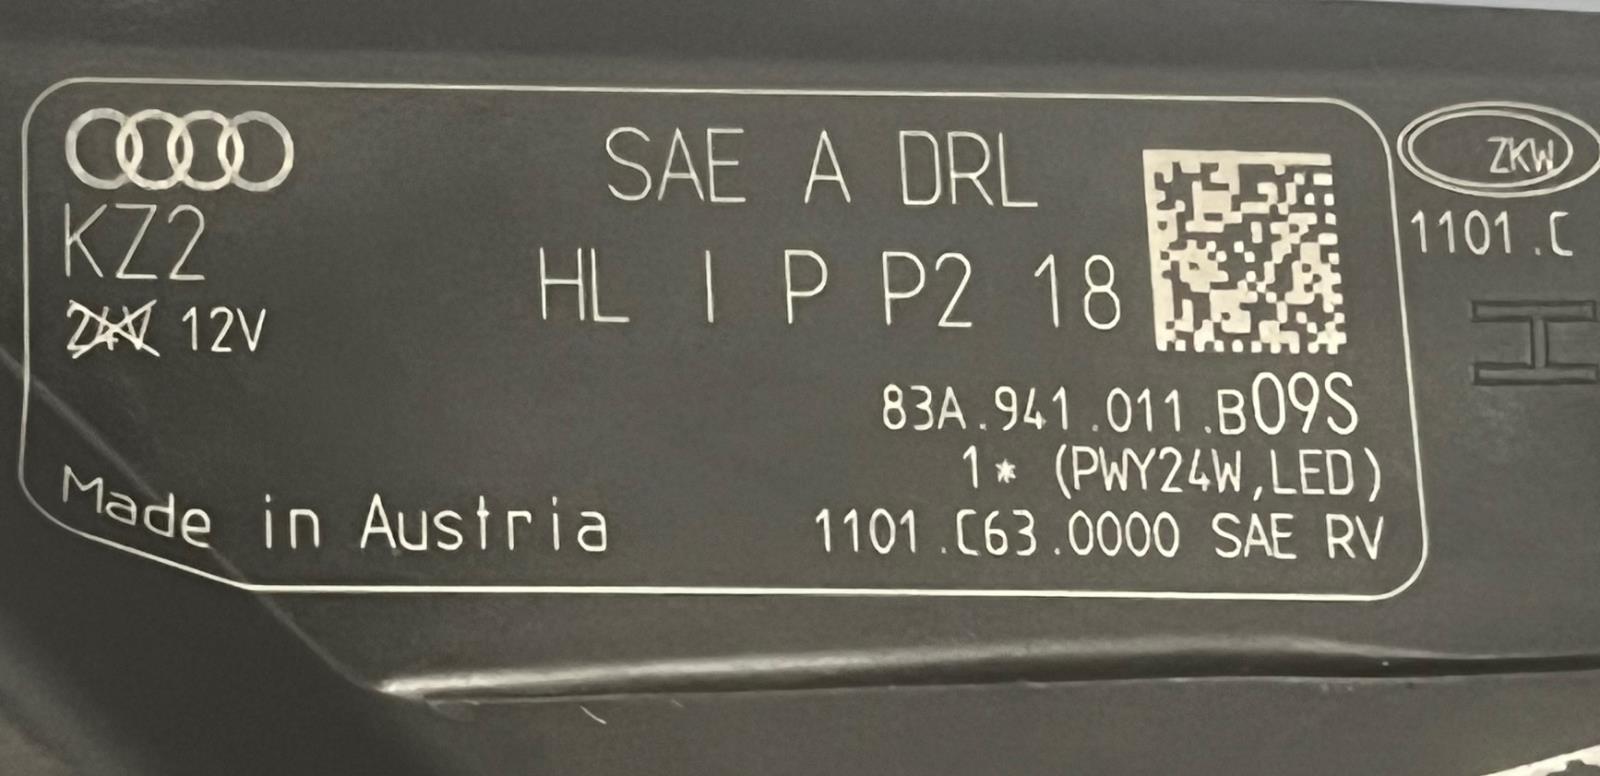 KZ2
24V 12V
SAE A DRL
HL I P P2 18
83A.941.011.B09S
1* (PWY24W,LED)
1101.C63.0000 SAE RV
Made in Austria
ZKW
1101.C
H